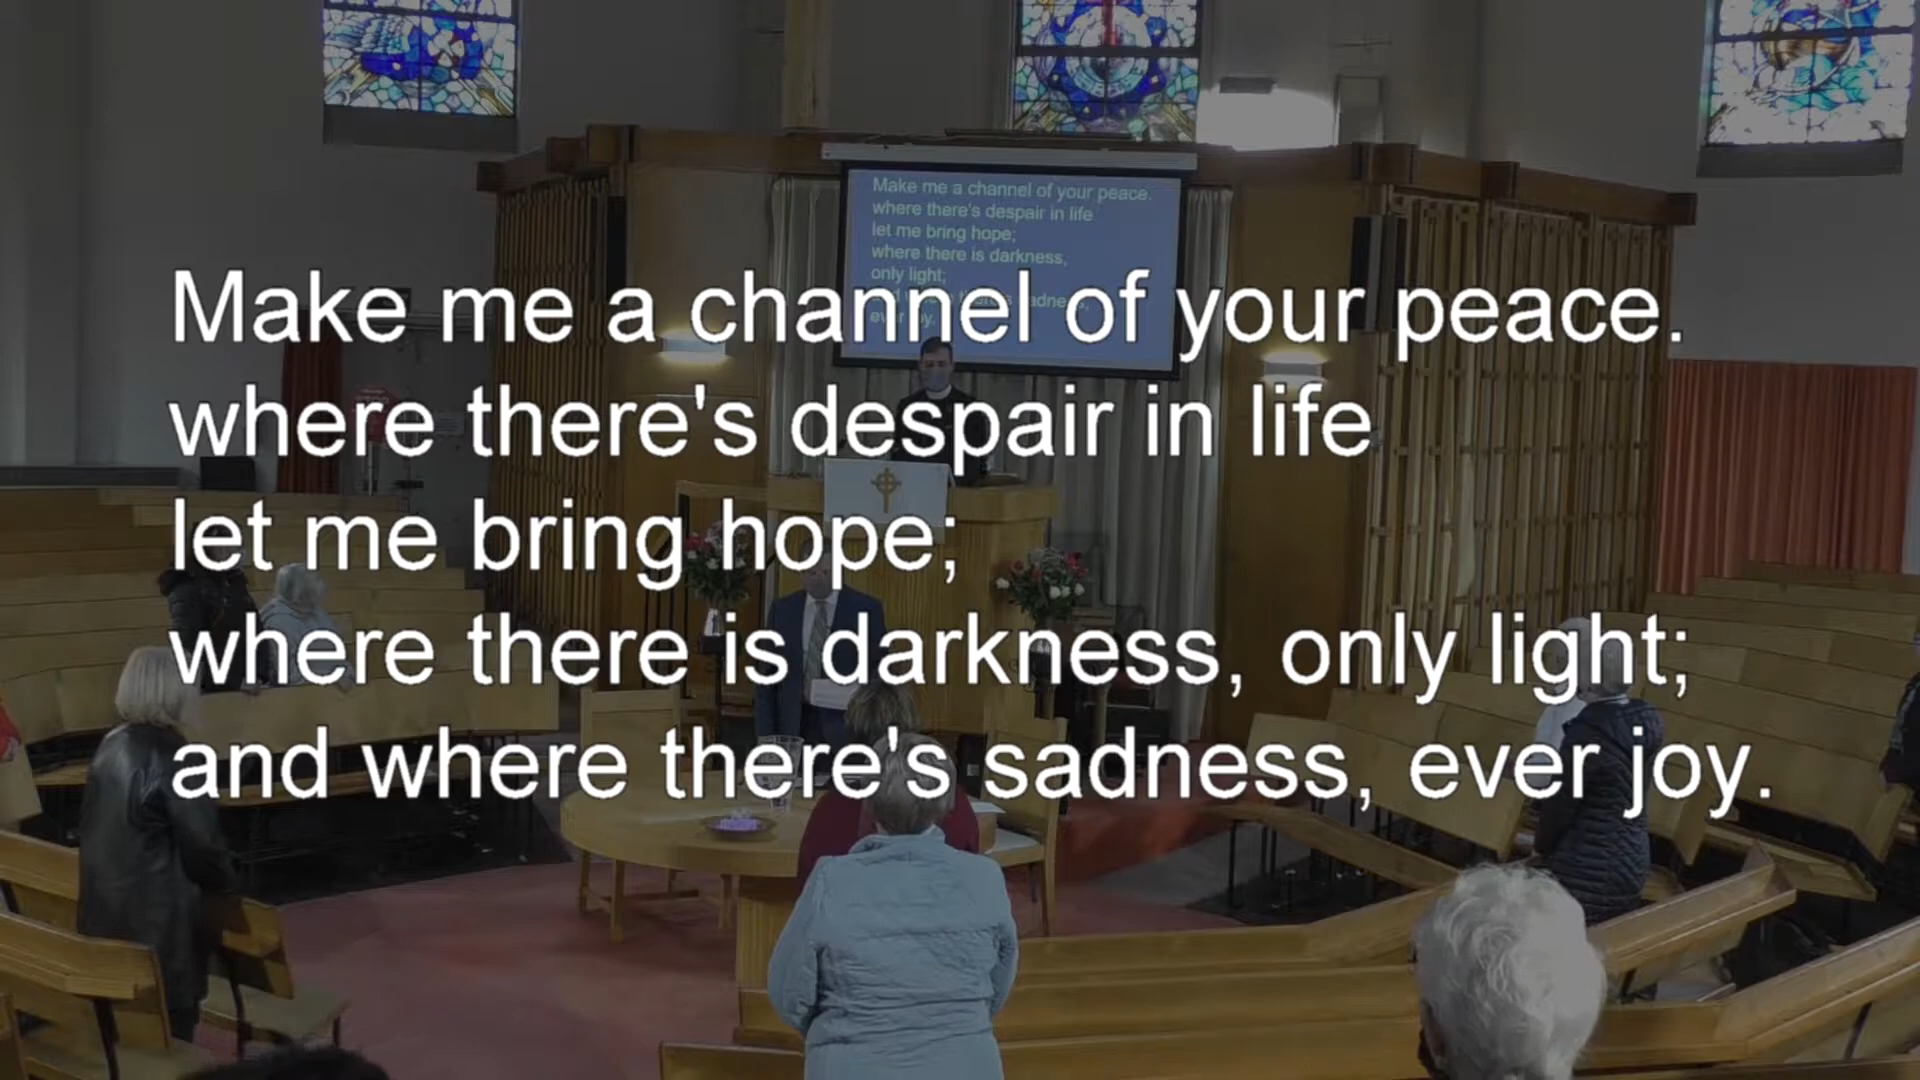 Make me a channel of your peace.
where there's despair in life
let me bring hope;
where there is darkness,
only light;
Make me a channel of your peace.
where there's despair in life
let me bring hope;
where there is darkness, only light;
and where there's sadness, ever joy.